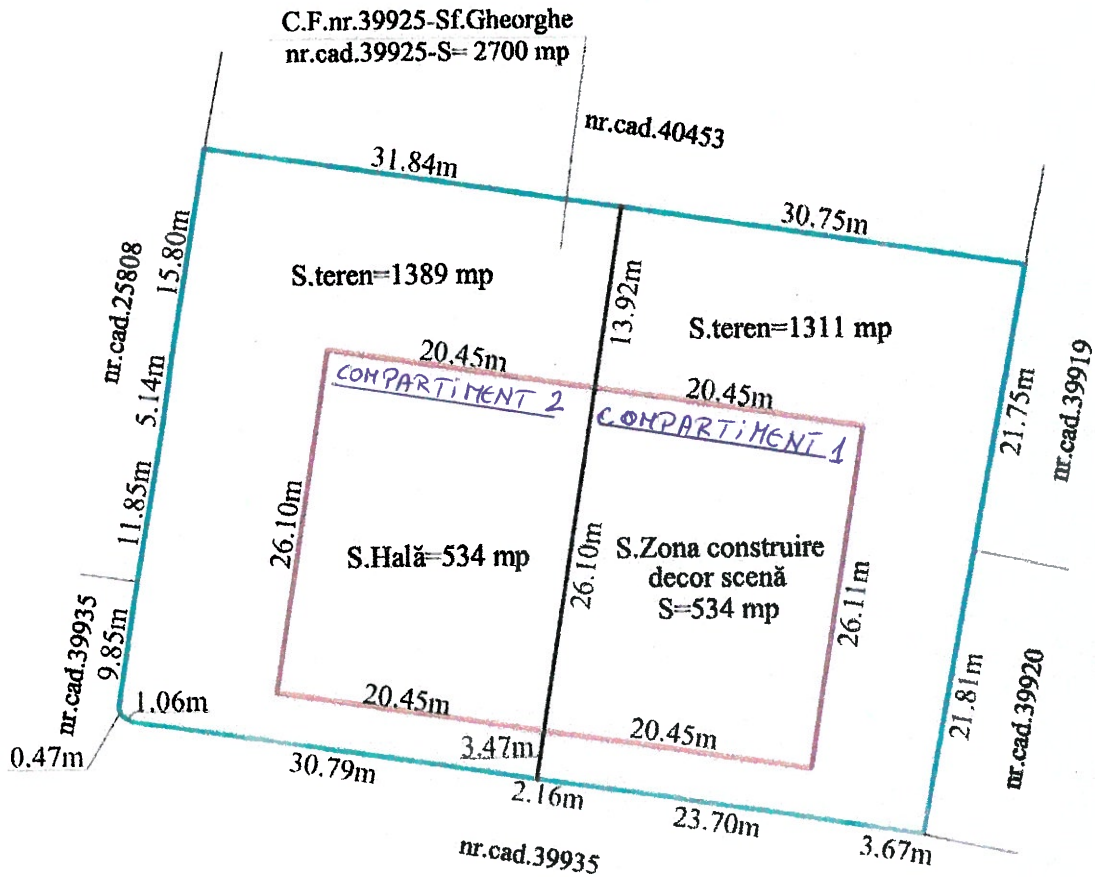 C.F.nr.39925-Sf.Gheorghe
nr.cad.39925-S= 2700 mp
nr.cad.40453
31.84m
30.75m
nr.cad.25808
15.80m
5.14m
11.85m
S.teren=1389 mp
13.92m
S.teren=1311 mp
20.45m
20.45m
COMPARTiMENT 2
COMPARTiMENT 1
21.75m
nr.cad.39919
26.10m
S.Hală=534 mp
26.10m
S.Zona construire
decor scenă
S=534 mp
26.11m
nr.cad.39935
9.85m
1.06m
0.47m
20.45m
20.45m
3.47m
30.79m
2.16m
23.70m
3.67m
21.81m
nr.cad.39920
nr.cad.39935